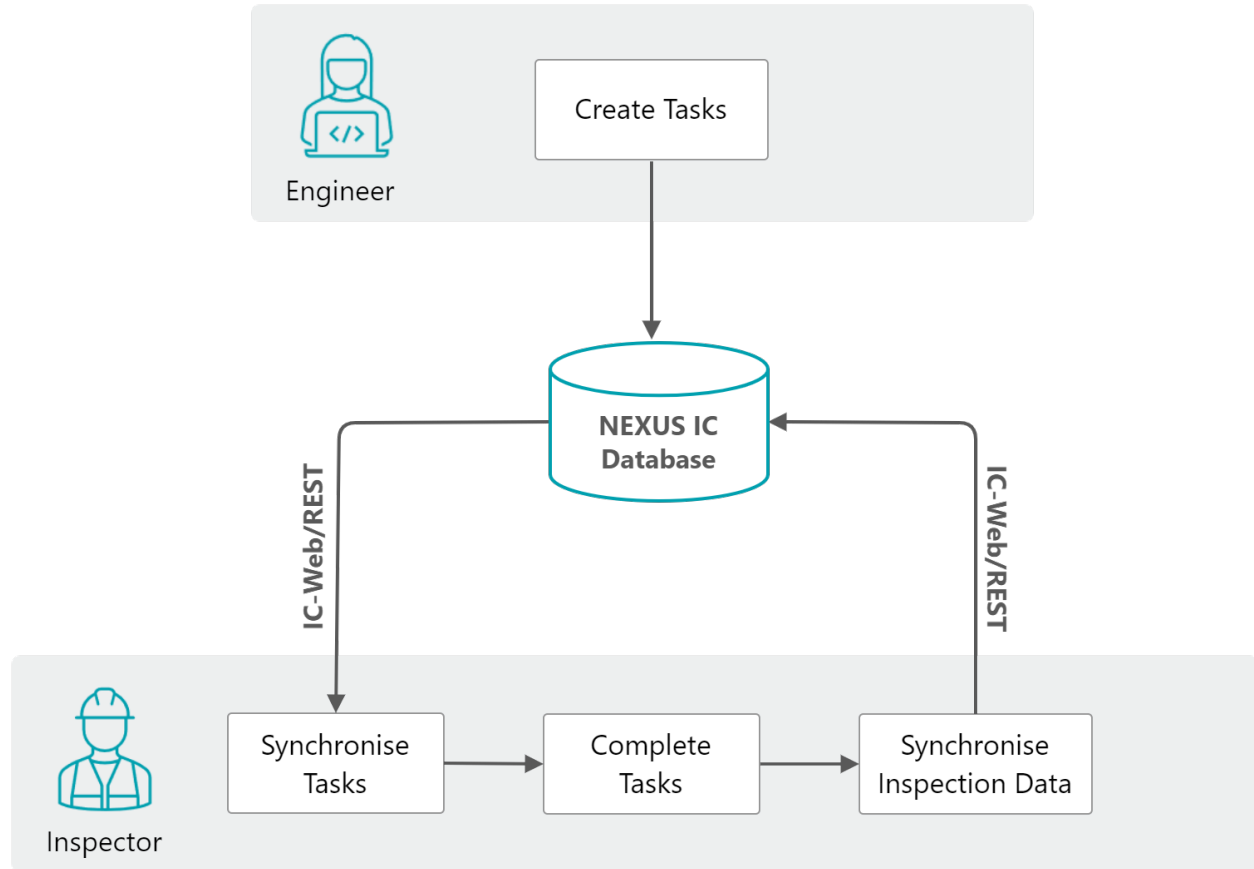 Create Tasks
</>
Engineer
NEXUS IC
Database
IC-Web/REST
IC-Web/REST
Synchronise
Tasks
Complete
Tasks
Synchronise
Inspection Data
Inspector